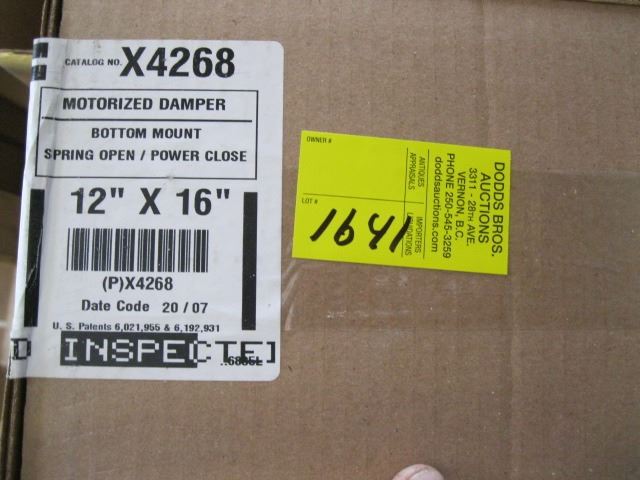 CATALOG NO. X4268
MOTORIZED DAMPER
BOTTOM MOUNT
SPRING OPEN / POWER CLOSE
12" X 16"
(P)X4268
Date Code 20 / 07
U. S. Patents 6,021,955 & 6,192,931
D INSPECTE
OWNER #
LOT #
1641
ANTIQUES
APPRAISALS
IMPORTERS
LIQUIDATIONS
DODDS BROS.
AUCTIONS
3311 - 28TH AVE.
VERNON, B.C.
PHONE 250-545-3259
doddsauctions.com